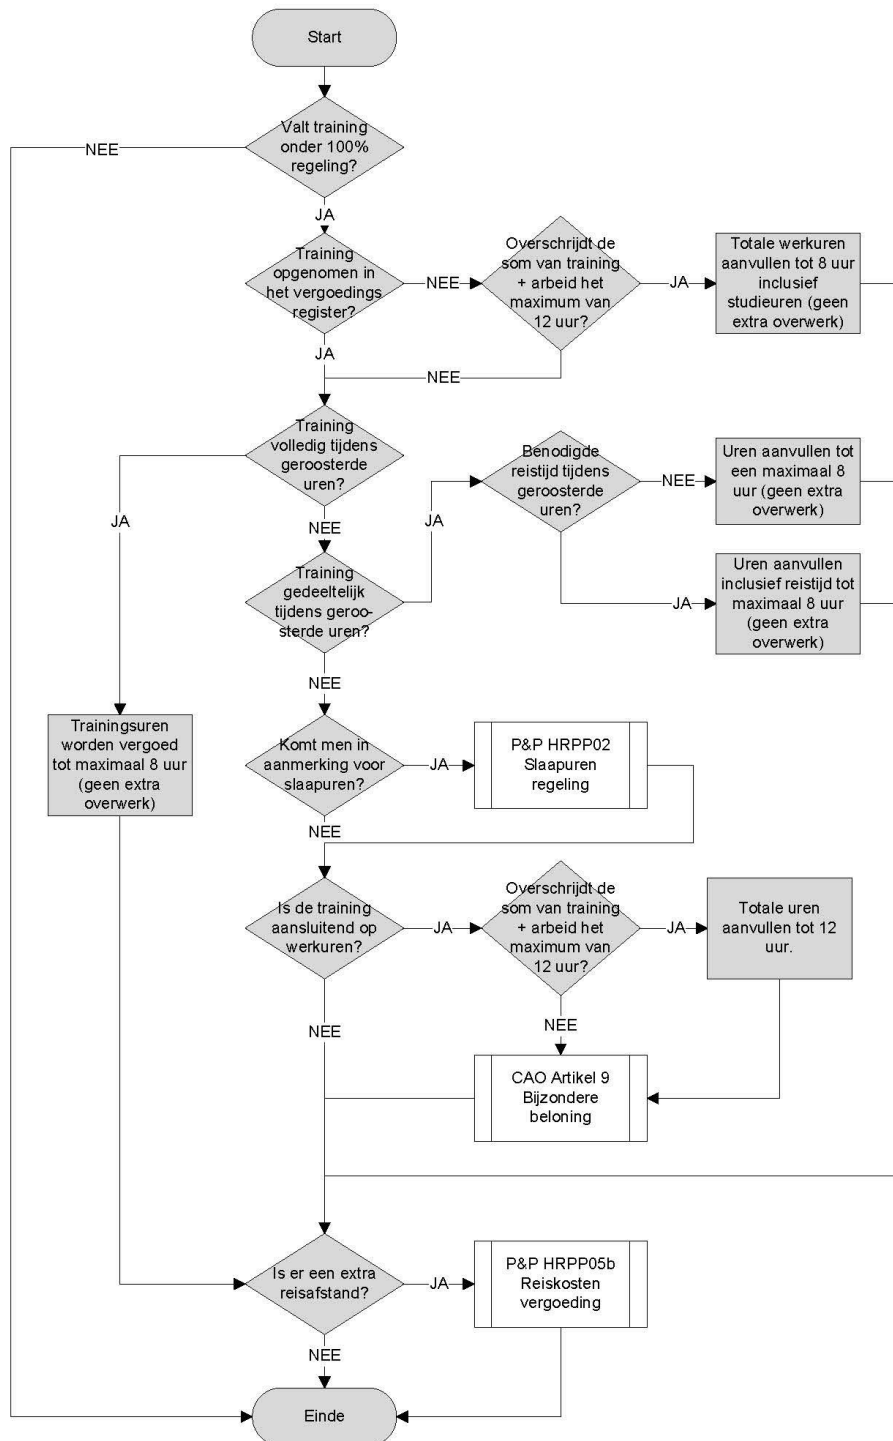 Start
Valt training
onder 100%
regeling?
NEE
JA
Training
opgenomen in
het vergoedings
register?
NEE
Overschrijdt de
som van training
+ arbeid het
maximum van
12 uur?
JA
Totale werkuren
aanvullen tot 8 uur
inclusief
studieuren (geen
extra overwerk)
JA
NEE
Training
volledig tijdens
geroosterde
uren?
JA
NEE
Training
gedeeltelijk
tijdens geroo-
sterde uren?
JA
Benodigde
reistijd tijdens
geroosterde
uren?
NEE
Uren aanvullen tot
een maximaal 8
uur (geen extra
overwerk)
JA
Uren aanvullen
inclusief reistijd tot
maximaal 8 uur
(geen extra
overwerk)
NEE
Trainingsuren
worden vergoed
tot maximaal 8 uur
(geen extra
overwerk)
Komt men in
aanmerking voor
slaapuren?
JA
P&P HRPP02
Slaapuren
regeling
NEE
Is de training
aansluitend op
werkuren?
JA
Overschrijdt de
som van training
+ arbeid het
maximum van
12 uur?
JA
Totale uren
aanvullen tot 12
uur.
NEE
NEE
CAO Artikel 9
Bijzondere
beloning
Is er een extra
reisafstand?
JA
P&P HRPP05b
Reiskosten
vergoeding
NEE
Einde